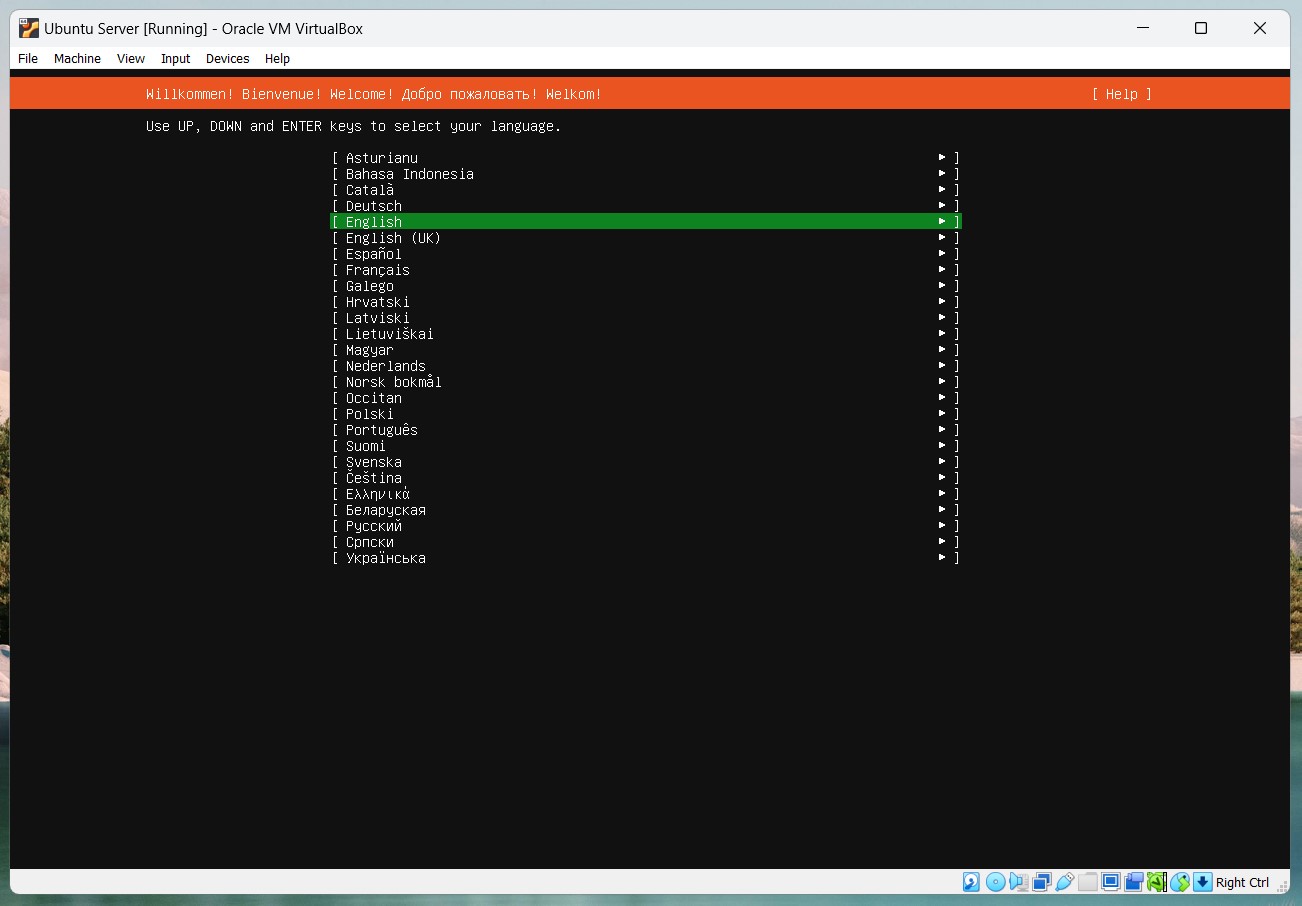 Ubuntu Server [Running] - Oracle VM VirtualBox
File Machine View Input Devices Help
Willkommen! Bienvenue! Welcome! Добро пожаловать! Welkom! [ Help ]
Use UP, DOWN and ENTER keys to select your language.
[ Asturianu ► ]
[ Bahasa Indonesia ► ]
[ Català ► ]
[ Deutsch ► ]
[ English ► ]
[ English (UK) ► ]
[ Español ► ]
[ Français ► ]
[ Galego ► ]
[ Hrvatski ► ]
[ Latviski ► ]
[ Lietuviškai ► ]
[ Magyar ► ]
[ Nederlands ► ]
[ Norsk bokmål ► ]
[ Occitan ► ]
[ Polski ► ]
[ Português ► ]
[ Suomi ► ]
[ Svenska ► ]
[ Čeština ► ]
[ Ελληνικά ► ]
[ Беларуская ► ]
[ Русский ► ]
[ Српски ► ]
[ Українська ► ]
Right Ctrl